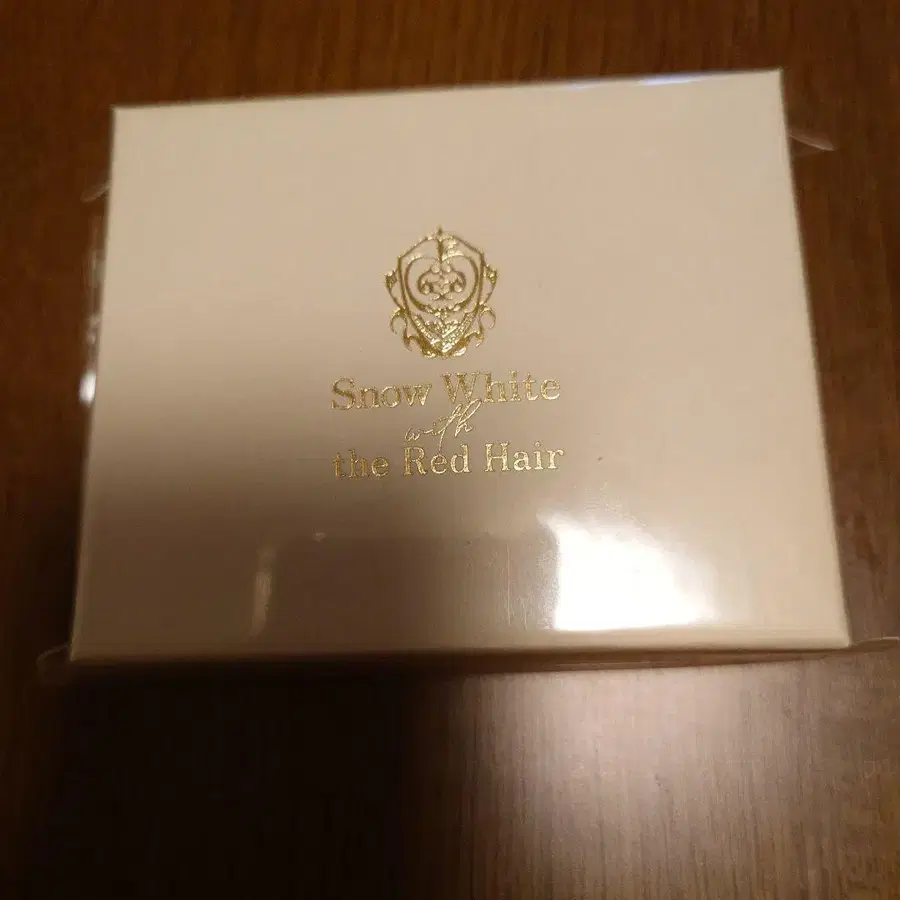 Snow White
with
the Red Hair